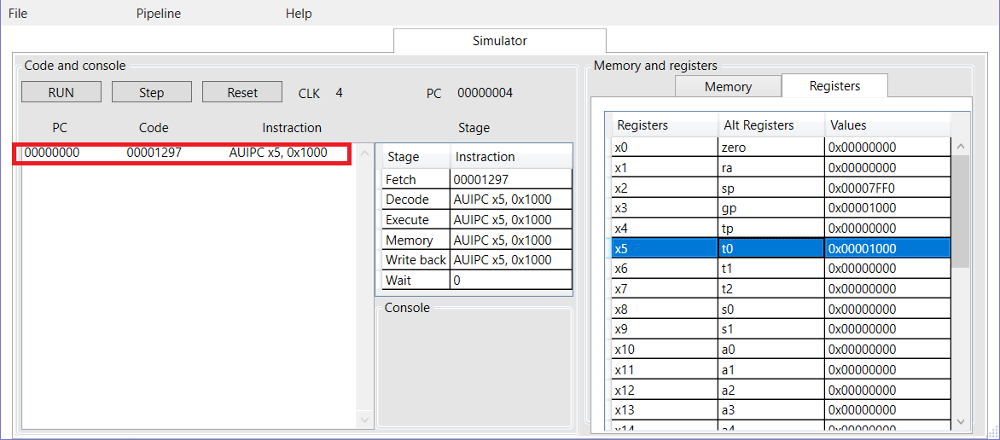 File Pipeline Help
Simulator
Code and console
RUN Step Reset CLK 4 PC 00000004
PC Code Instraction Stage
00000000 00001297 AUIPC x5, 0x1000
Stage Instraction
Fetch 00001297
Decode AUIPC x5, 0x1000
Execute AUIPC x5, 0x1000
Memory AUIPC x5, 0x1000
Write back AUIPC x5, 0x1000
Wait 0
Console
Memory and registers
Memory Registers
Registers Alt Registers Values
x0 zero 0x00000000
x1 ra 0x00000000
x2 sp 0x00007FF0
x3 gp 0x00001000
x4 tp 0x00000000
x5 t0 0x00001000
x6 t1 0x00000000
x7 t2 0x00000000
x8 s0 0x00000000
x9 s1 0x00000000
x10 a0 0x00000000
x11 a1 0x00000000
x12 a2 0x00000000
x13 a3 0x00000000
x14 a4 0x00000000